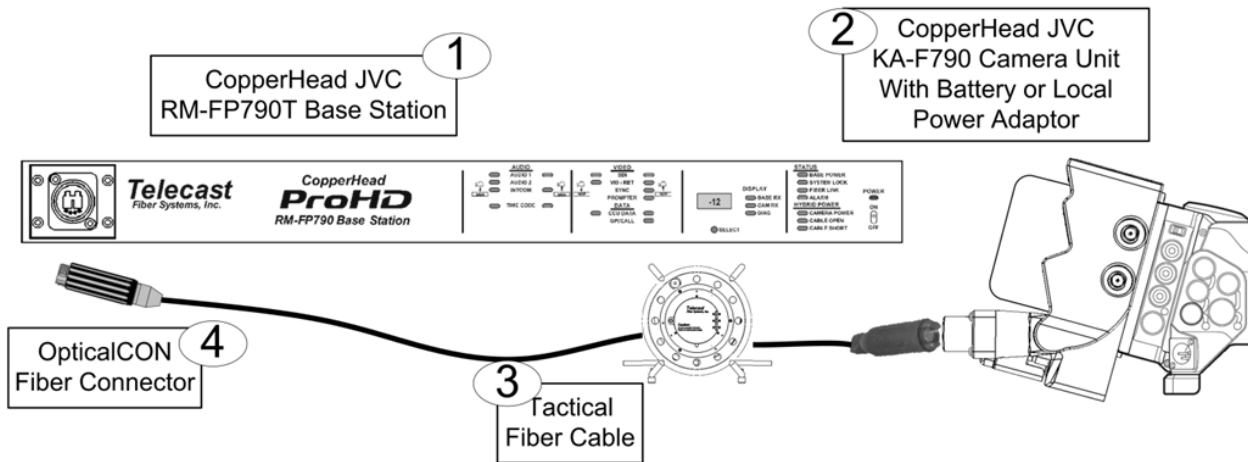 1
CopperHead JVC
RM-FP790T Base Station
2
CopperHead JVC
KA-F790 Camera Unit
With Battery or Local
Power Adaptor
Telecast
Fiber Systems, Inc.
CopperHead
ProHD
RM-FP790 Base Station
AUDIO
AUDIO 1
AUDIO 2
INTCOM
TIME CODE
VIDEO
SDI
VID / RET
SYNC
PROMPTER
DATA
CCU DATA
GPI/CALL
-12
DISPLAY
BASE RX
CAM RX
DIAG
SELECT
STATUS
BASE POWER
SYSTEM LOCK
FIBER LINK
ALARM
HYBRID POWER
CAMERA POWER
CABLE OPEN
CABLE SHORT
POWER
ON
OFF
4
OpticalCON
Fiber Connector
3
Tactical
Fiber Cable
Telecast